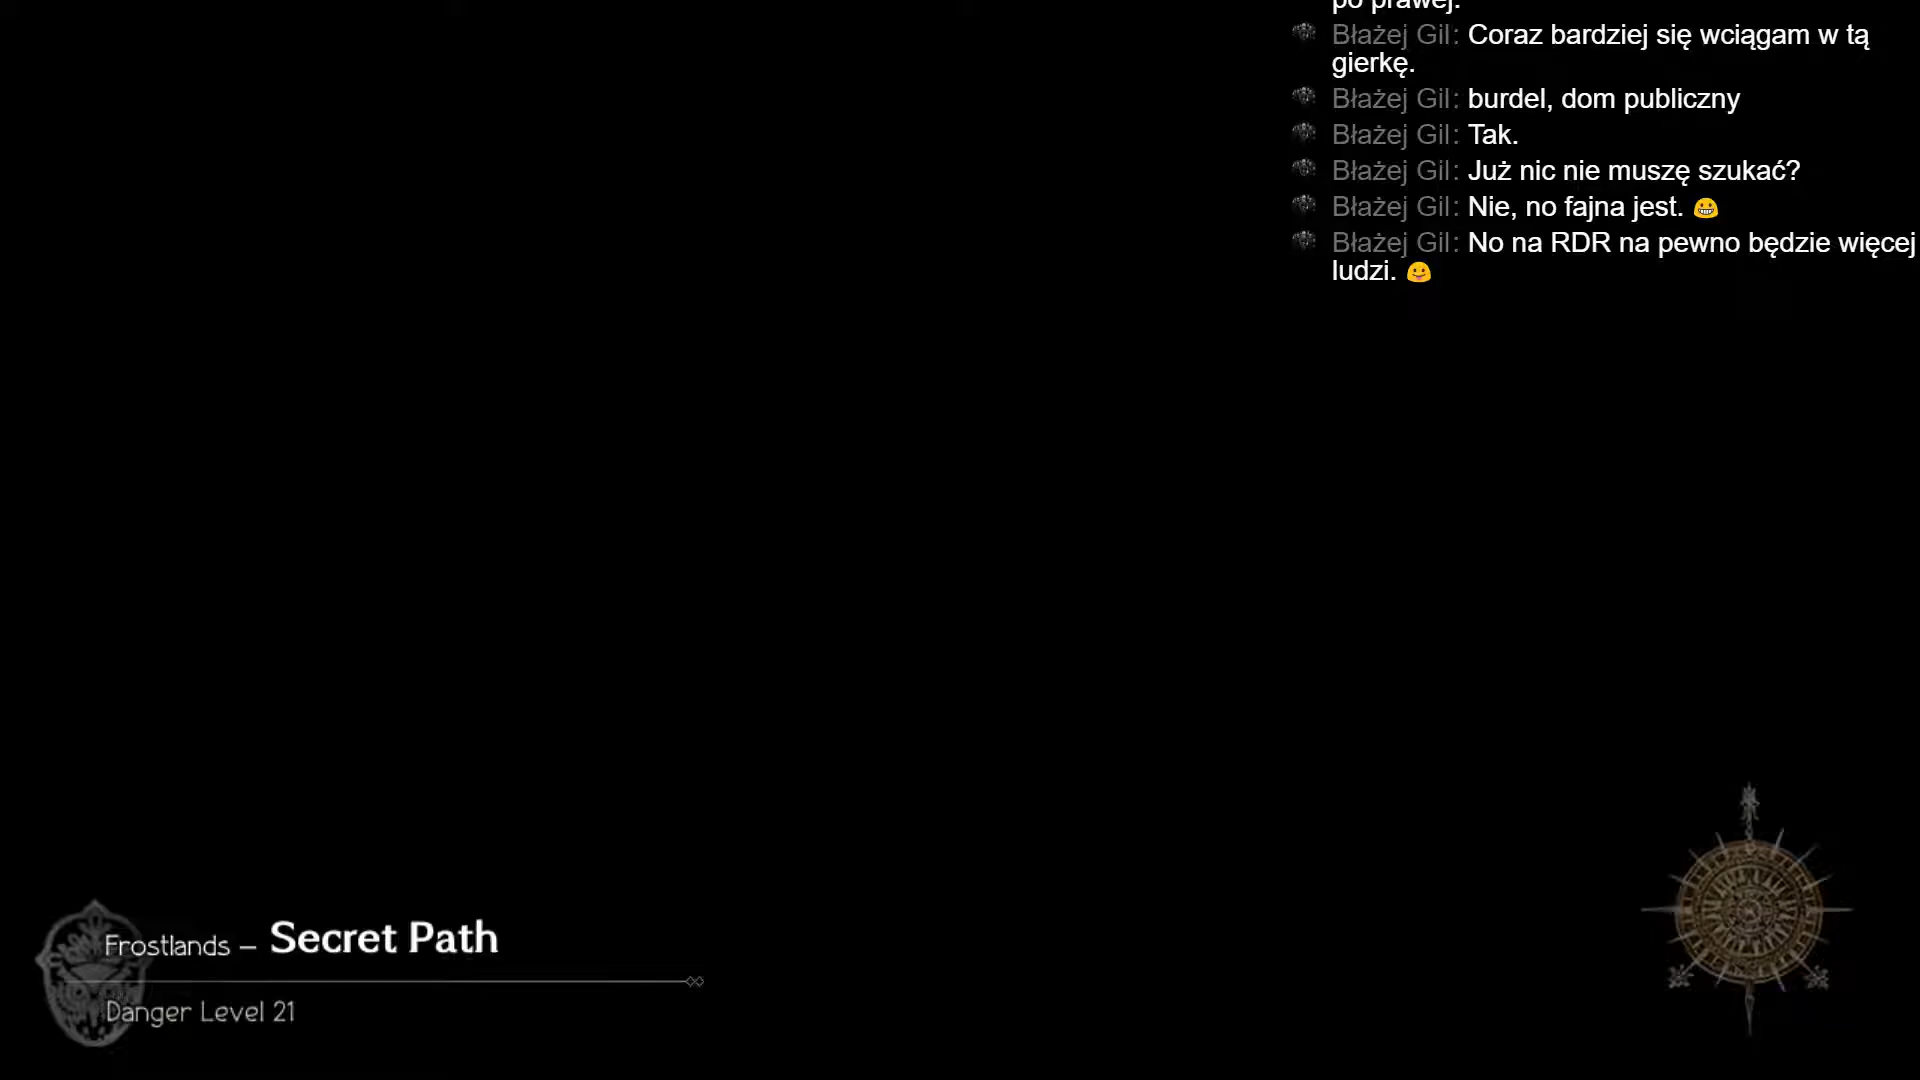 po prawej.
Błażej Gil: Coraz bardziej się wciągam w tą
gierkę.
Błażej Gil: burdel, dom publiczny
Błażej Gil: Tak.
Błażej Gil: Już nic nie muszę szukać?
Błażej Gil: Nie, no fajna jest. 😀
Błażej Gil: No na RDR na pewno będzie więcej
ludzi. 😛
Frostlands – Secret Path
Danger Level 21